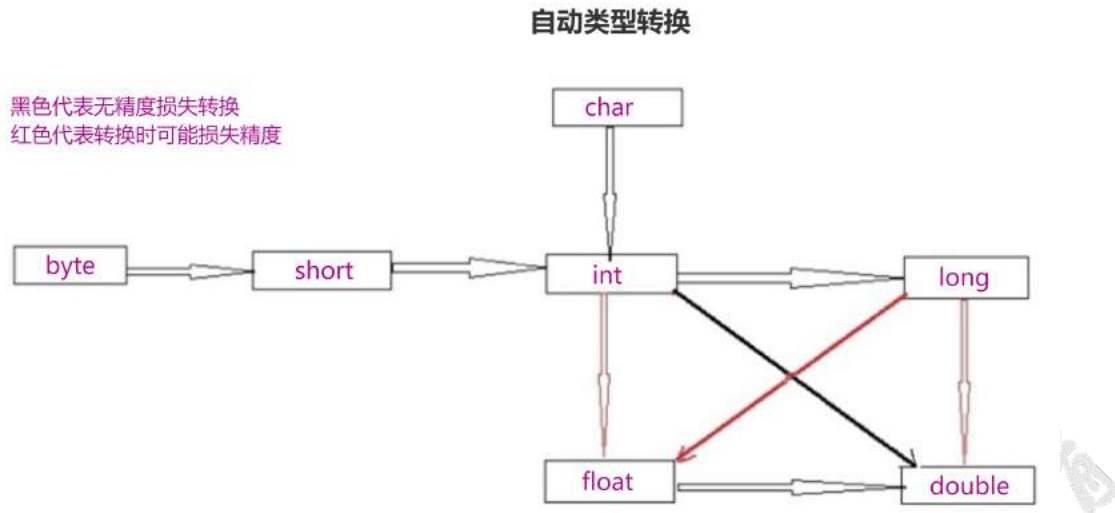 自动类型转换
黑色代表无精度损失转换
红色代表转换时可能损失精度
char
byte
short
int
long
float
double